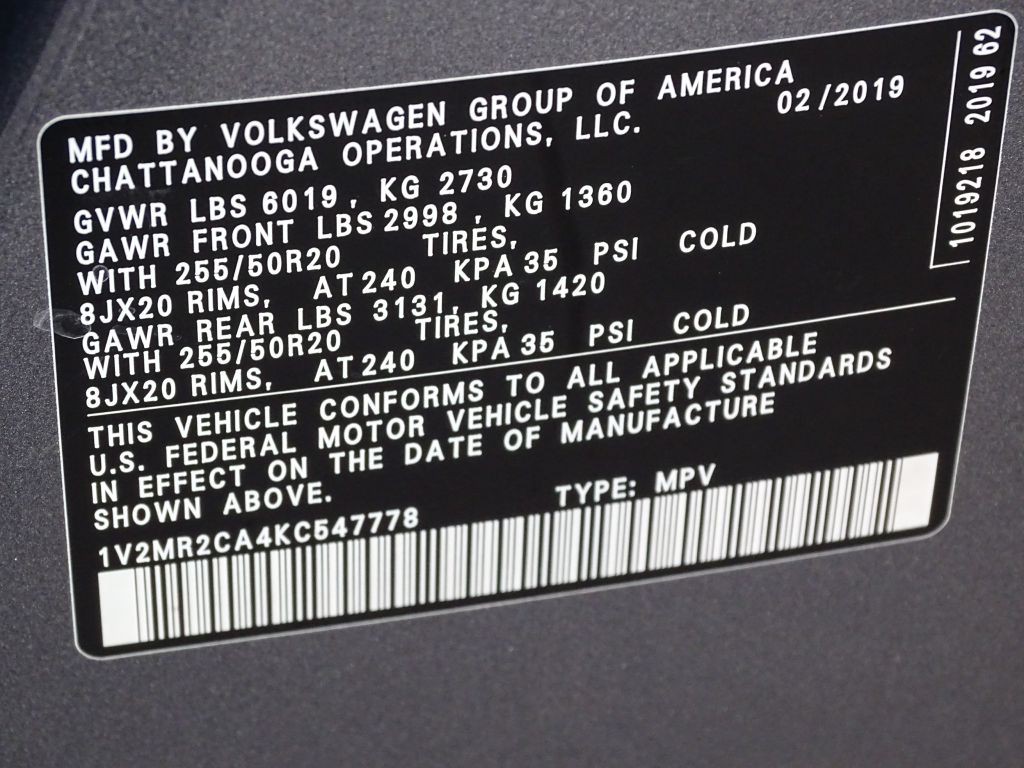 MFD BY VOLKSWAGEN GROUP OF AMERICA
CHATTANOOGA OPERATIONS, LLC. 02/2019
GVWR LBS 6019, KG 2730
GAWR FRONT LBS 2998, KG 1360
WITH 255/50R20 TIRES,
8JX20 RIMS, AT 240 KPA 35 PSI COLD
GAWR REAR LBS 3131, KG 1420
WITH 255/50R20 TIRES,
8JX20 RIMS, AT 240 KPA 35 PSI COLD
THIS VEHICLE CONFORMS TO ALL APPLICABLE
U.S. FEDERAL MOTOR VEHICLE SAFETY STANDARDS
IN EFFECT ON THE DATE OF MANUFACTURE
SHOWN ABOVE.
1V2MR2CA4KC547778 TYPE: MPV
1019218 2019 62